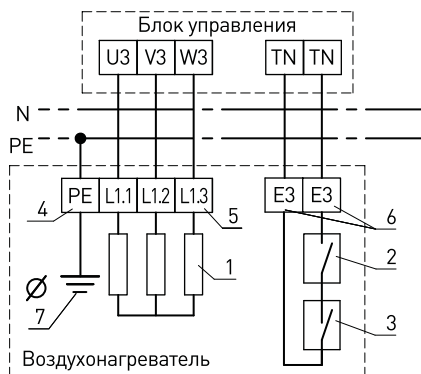 Блок управления
U3 V3 W3 TN TN
N
PE
PE L1.1 L1.2 L1.3 E3 E3
4 5 6
1 2
7 3
Воздухонагреватель